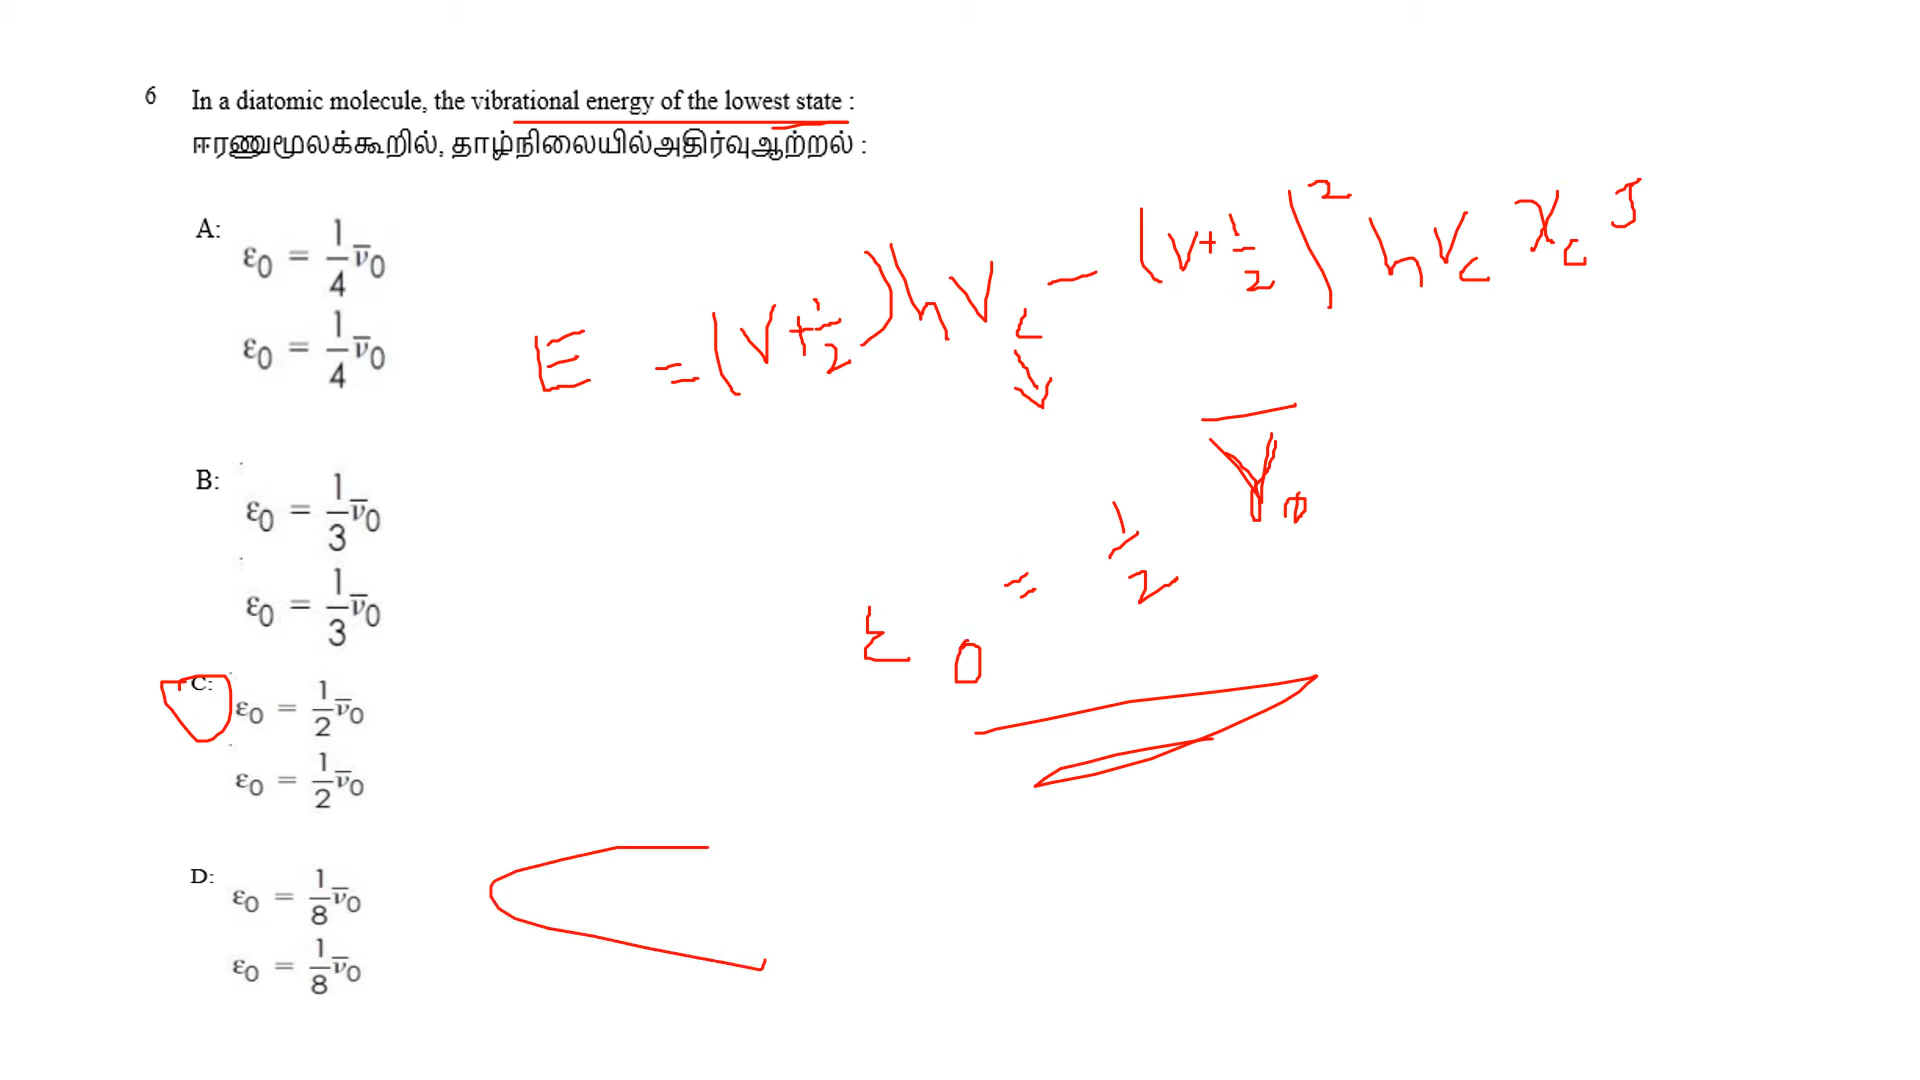 6 In a diatomic molecule, the vibrational energy of the lowest state :
ஈரணுமூலக்கூறில், தாழ்நிலையில்அதிர்வுஆற்றல் :
A: ε0 = 1/4 ν̅0
ε0 = 1/4 ν̅0
E = (V+1/2)hVc - (V+1/2)² hVc xc J
B: ε0 = 1/3 ν̅0
ε0 = 1/3 ν̅0
ε0 = 1/2 ν̅0
C: ε0 = 1/2 ν̅0
ε0 = 1/2 ν̅0
D: ε0 = 1/8 ν̅0
ε0 = 1/8 ν̅0